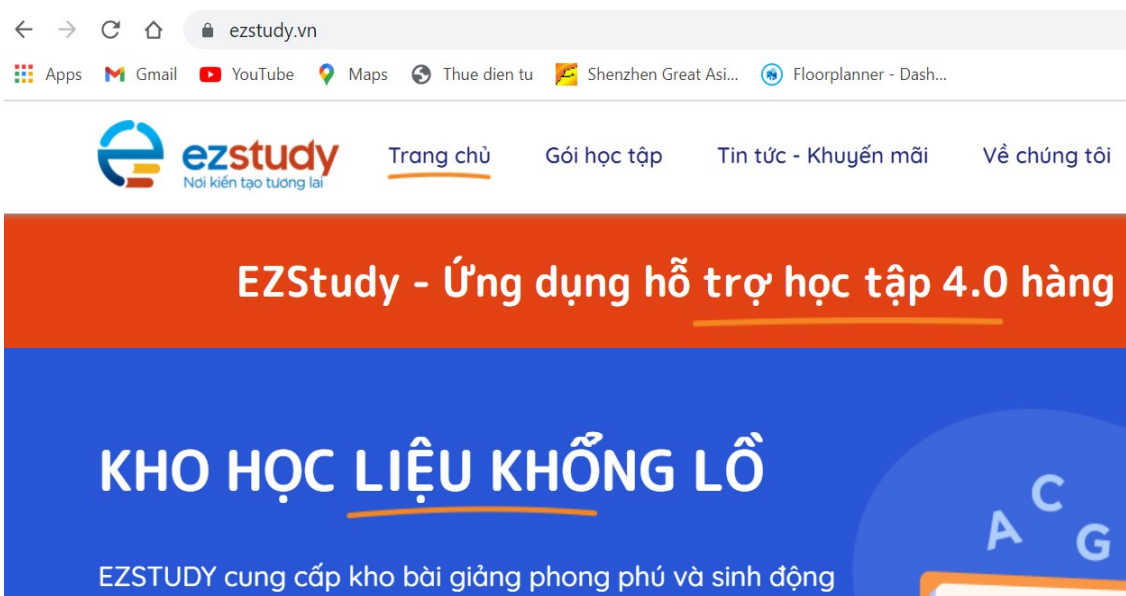 ezstudy.vn
Apps Gmail YouTube Maps Thue dien tu Shenzhen Great Asi... Floorplanner - Dash...
ezstudy Trang chủ Gói học tập Tin tức - Khuyến mãi Về chúng tôi
Nơi kiến tạo tương lai
EZStudy - Ứng dụng hỗ trợ học tập 4.0 hàng
KHO HỌC LIỆU KHỔNG LỒ
A C G
EZSTUDY cung cấp kho bài giảng phong phú và sinh động